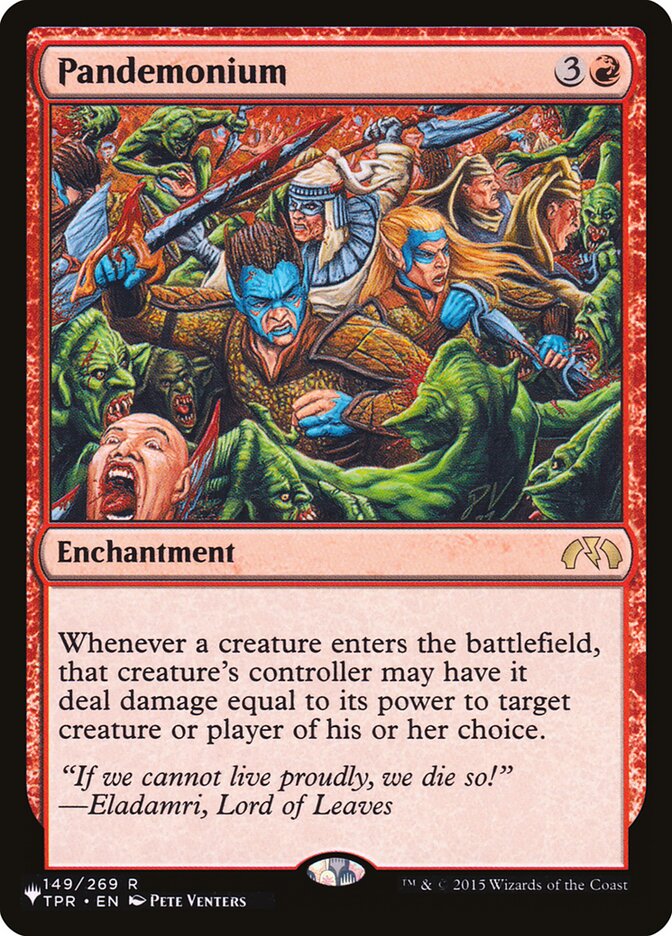 Pandemonium 3
Enchantment
Whenever a creature enters the battlefield,
that creature's controller may have it
deal damage equal to its power to target
creature or player of his or her choice.
“If we cannot live proudly, we die so!”
—Eladamri, Lord of Leaves
149/269 R
TPR • EN Pete Venters
™ & © 2015 Wizards of the Coast